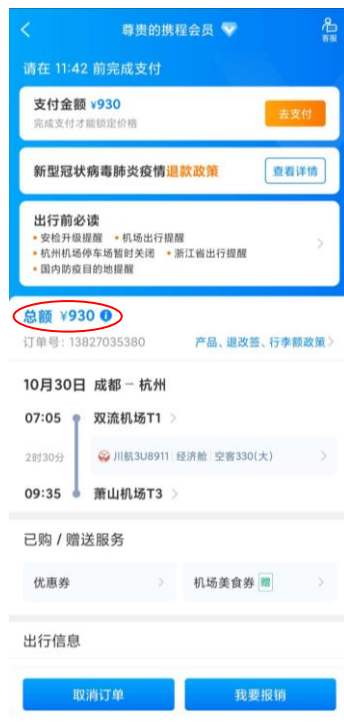 尊贵的携程会员
客服
请在 11:42 前完成支付
支付金额 ¥930
完成支付才能锁定价格
去支付
新型冠状病毒肺炎疫情退款政策
查看详情
出行前必读
• 安检升级提醒 • 机场出行提醒
• 杭州机场停车场暂时关闭 • 浙江省出行提醒
• 国内防疫目的地提醒
总额 ¥930
订单号: 13827035380 产品、退改签、行李额政策
10月30日 成都 – 杭州
07:05 双流机场T1
2时30分 川航3U8911 经济舱 空客330(大)
09:35 萧山机场T3
已购 / 赠送服务
优惠券 机场美食券 赠
出行信息
取消订单 我要报销